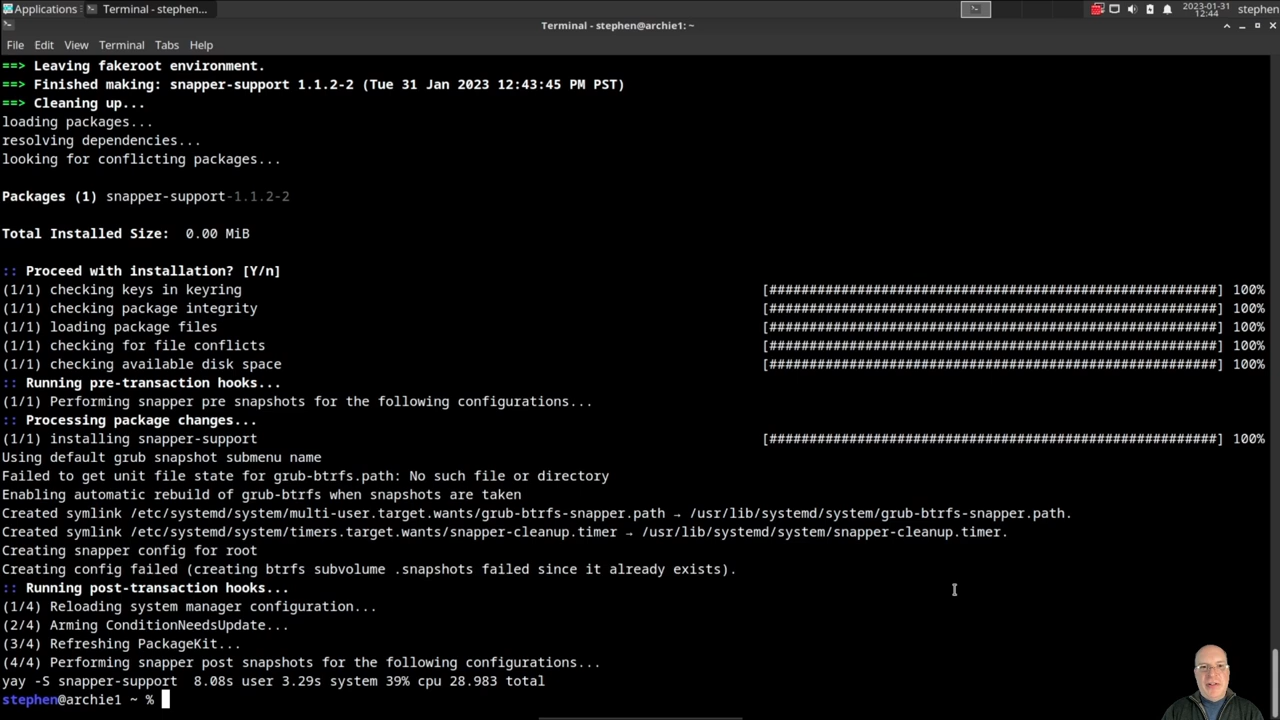 Applications
Terminal - stephen...
2023-01-31
12:44
stephen
Terminal - stephen@archie1: ~
File Edit View Terminal Tabs Help
==> Leaving fakeroot environment.
==> Finished making: snapper-support 1.1.2-2 (Tue 31 Jan 2023 12:43:45 PM PST)
==> Cleaning up...
loading packages...
resolving dependencies...
looking for conflicting packages...
Packages (1) snapper-support-1.1.2-2
Total Installed Size:  0.00 MiB
:: Proceed with installation? [Y/n]
(1/1) checking keys in keyring [########################################################] 100%
(1/1) checking package integrity [########################################################] 100%
(1/1) loading package files [########################################################] 100%
(1/1) checking for file conflicts [########################################################] 100%
(1/1) checking available disk space [########################################################] 100%
:: Running pre-transaction hooks...
(1/1) Performing snapper pre snapshots for the following configurations...
:: Processing package changes...
(1/1) installing snapper-support [########################################################] 100%
Using default grub snapshot submenu name
Failed to get unit file state for grub-btrfs.path: No such file or directory
Enabling automatic rebuild of grub-btrfs when snapshots are taken
Created symlink /etc/systemd/system/multi-user.target.wants/grub-btrfs-snapper.path → /usr/lib/systemd/system/grub-btrfs-snapper.path.
Created symlink /etc/systemd/system/timers.target.wants/snapper-cleanup.timer → /usr/lib/systemd/system/snapper-cleanup.timer.
Creating snapper config for root
Creating config failed (creating btrfs subvolume .snapshots failed since it already exists).
:: Running post-transaction hooks...
(1/4) Reloading system manager configuration...
(2/4) Arming ConditionNeedsUpdate...
(3/4) Refreshing PackageKit...
(4/4) Performing snapper post snapshots for the following configurations...
yay -S snapper-support  8.08s user 3.29s system 39% cpu 28.983 total
stephen@archie1 ~ %